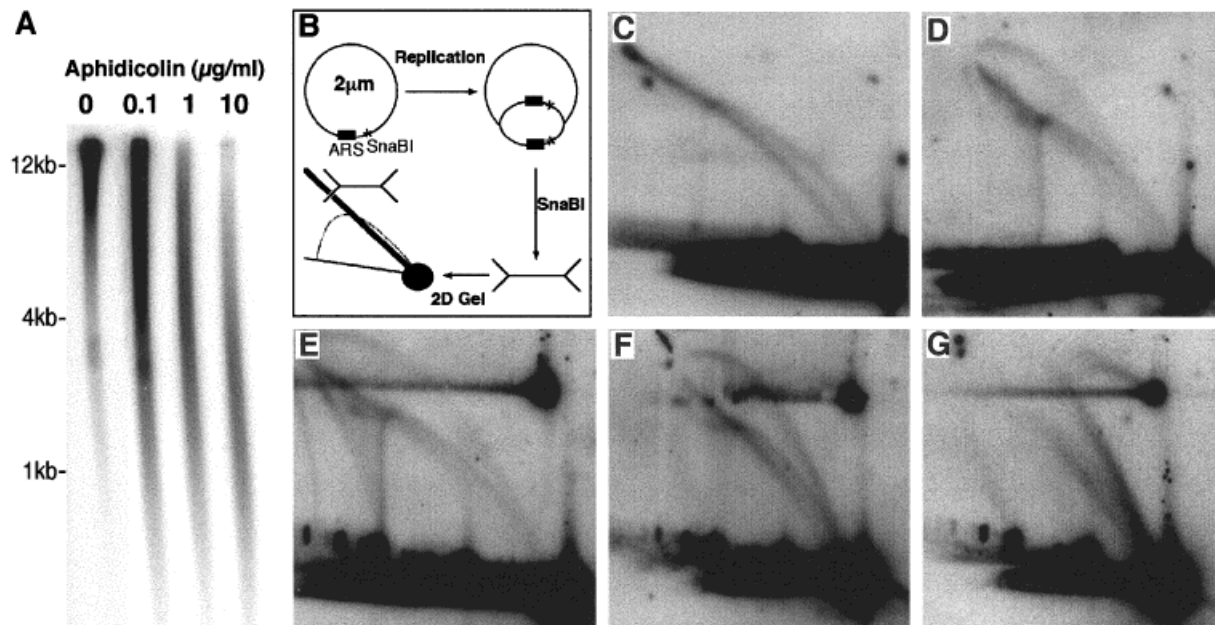 A
Aphidicolin (µg/ml)
0 0.1 1 10
12kb-
4kb-
1kb-
B
Replication
2µm
ARS
SnaBI
SnaBI
2D Gel
C
D
E
F
G